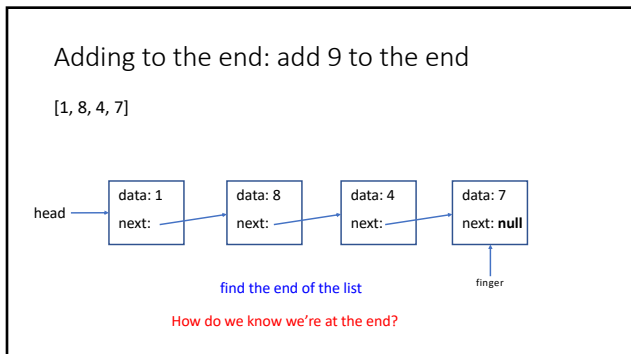 Adding to the end: add 9 to the end
[1, 8, 4, 7]
data: 1
next:
data: 8
next:
data: 4
next:
data: 7
next: null
head
finger
find the end of the list
How do we know we’re at the end?